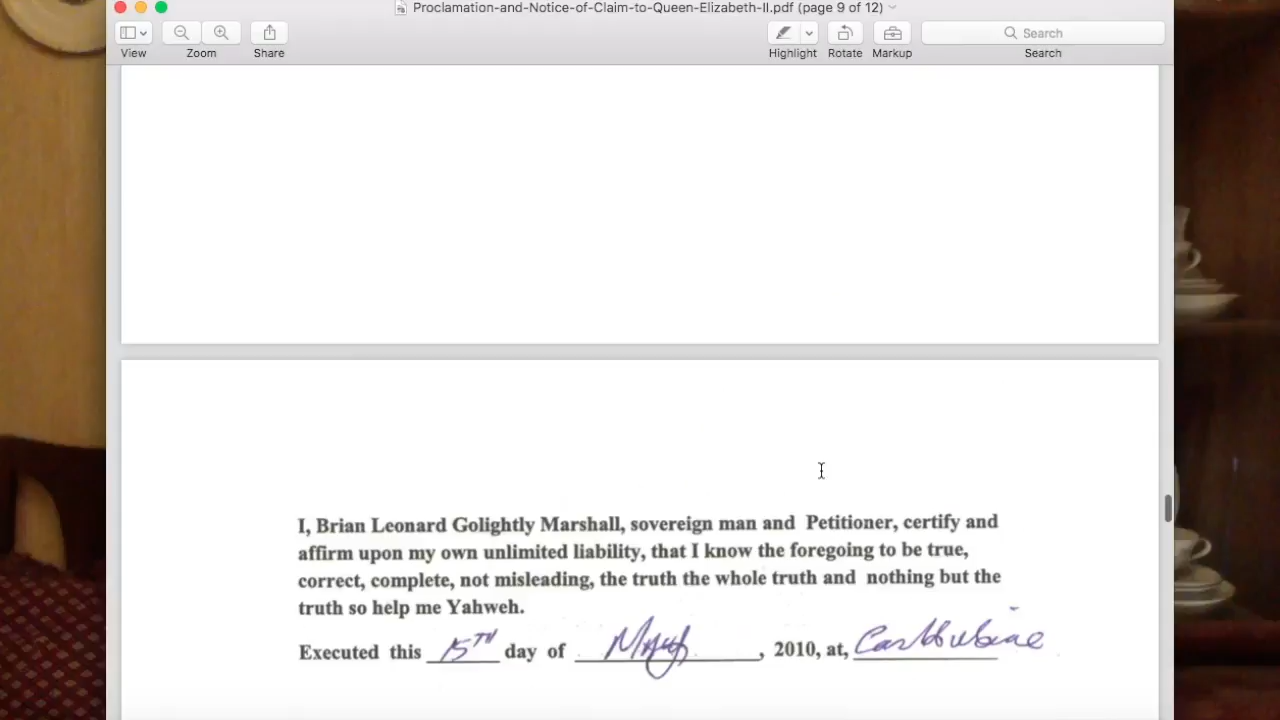 Proclamation-and-Notice-of-Claim-to-Queen-Elizabeth-II.pdf (page 9 of 12)
View Zoom Share Highlight Rotate Markup Search
Search
I, Brian Leonard Golightly Marshall, sovereign man and Petitioner, certify and
affirm upon my own unlimited liability, that I know the foregoing to be true,
correct, complete, not misleading, the truth the whole truth and nothing but the
truth so help me Yahweh.
Executed this 15TH day of , 2010, at,